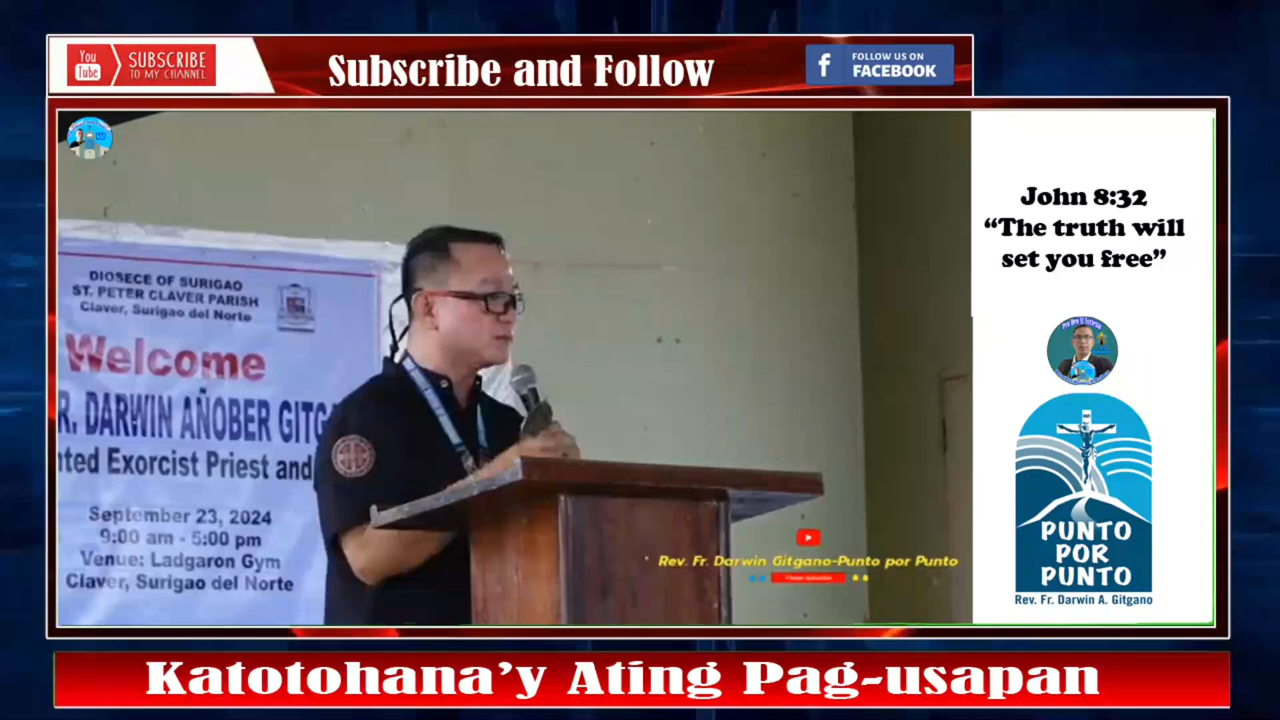 You
Tube
SUBSCRIBE
TO MY CHANNEL
Subscribe and Follow
f
FOLLOW US ON
FACEBOOK
DIOSECE OF SURIGAO
ST. PETER CLAVER PARISH
Claver, Surigao del Norte
Welcome
R. DARWIN AÑOBER GITG
nted Exorcist Priest and
September 23, 2024
9:00 am - 5:00 pm
Venue: Ladgaron Gym
Claver, Surigao del Norte
Rev. Fr. Darwin Gitgano-Punto por Punto
John 8:32
“The truth will
set you free”
PUNTO
POR
PUNTO
Rev. Fr. Darwin A. Gitgano
Katotohana’y Ating Pag-usapan